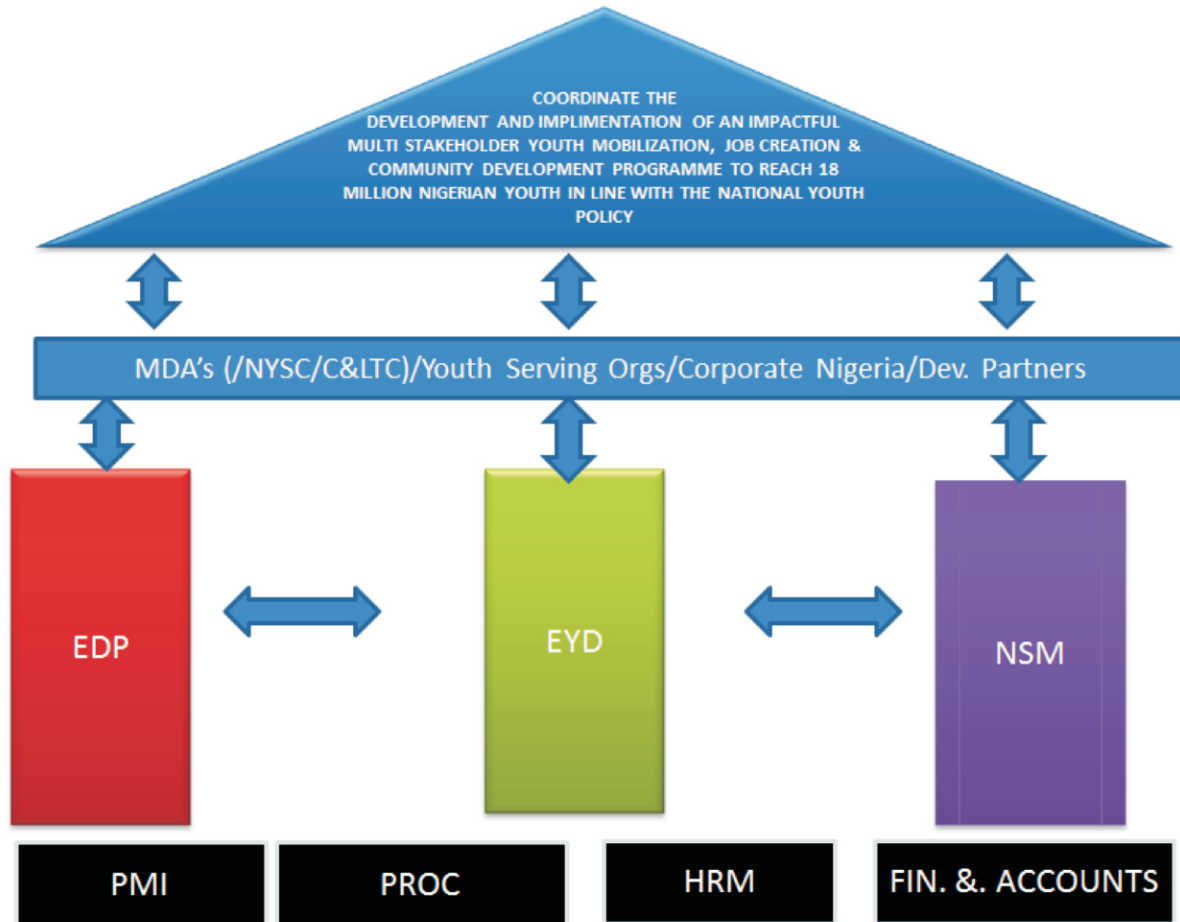 COORDINATE THE
DEVELOPMENT AND IMPLIMENTATION OF AN IMPACTFUL
MULTI STAKEHOLDER YOUTH MOBILIZATION, JOB CREATION &
COMMUNITY DEVELOPMENT PROGRAMME TO REACH 18
MILLION NIGERIAN YOUTH IN LINE WITH THE NATIONAL YOUTH
POLICY
MDA's (/NYSC/C&LTC)/Youth Serving Orgs/Corporate Nigeria/Dev. Partners
EDP
EYD
NSM
PMI
PROC
HRM
FIN. &. ACCOUNTS